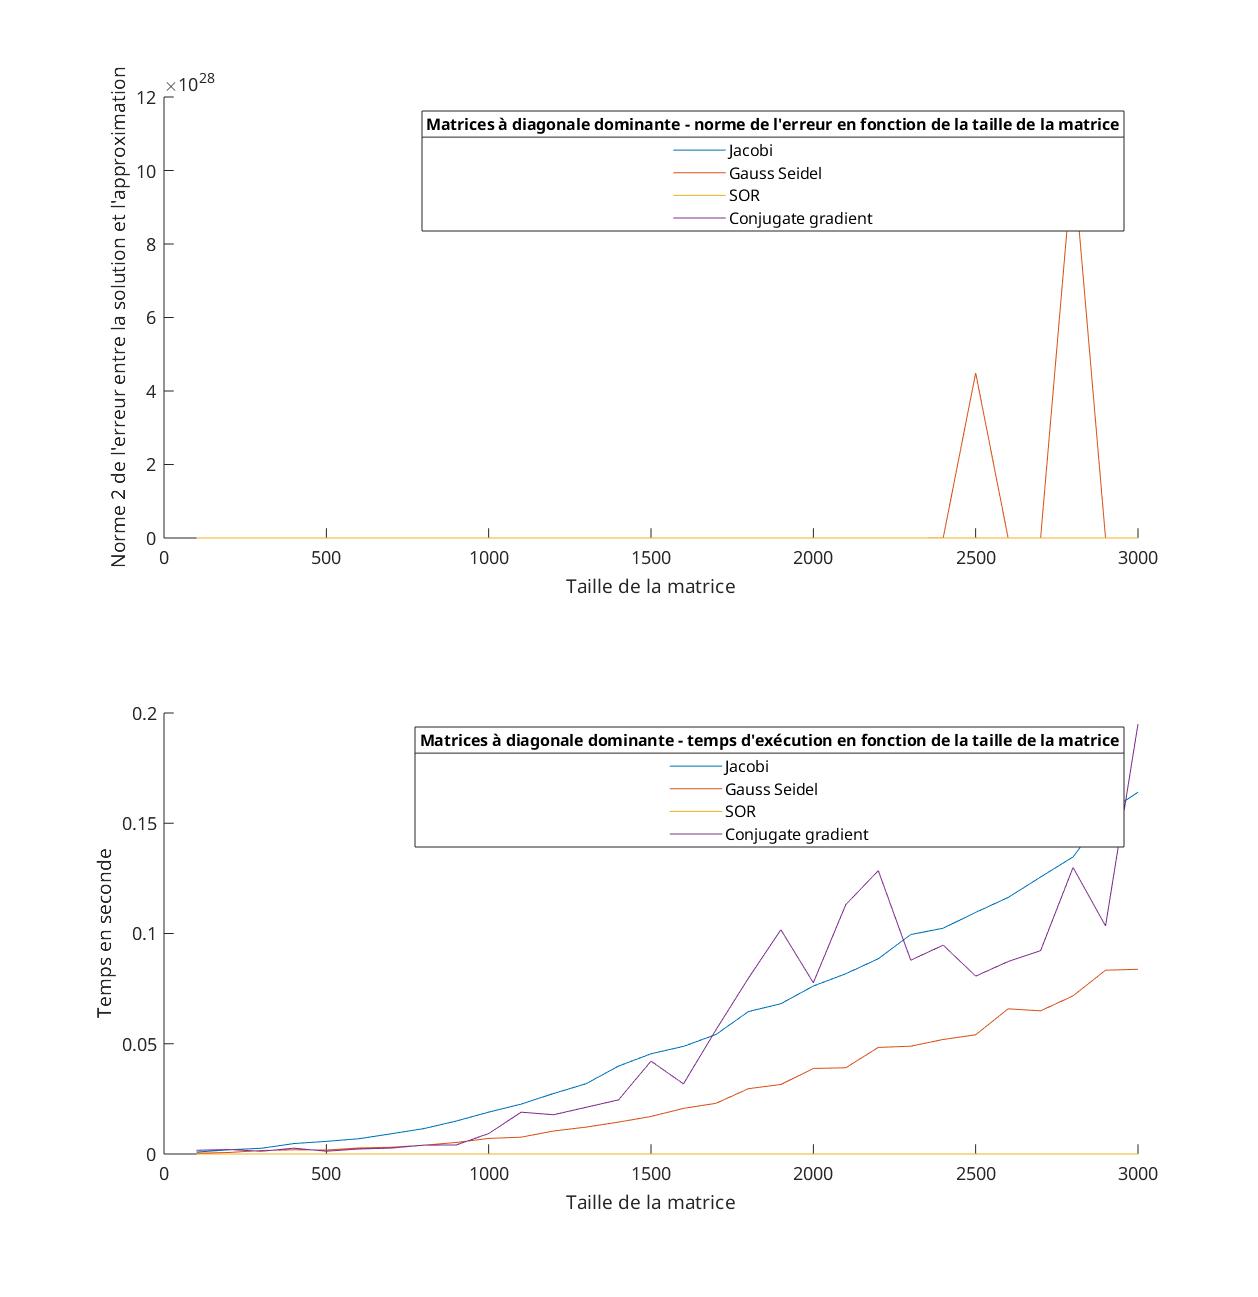 ×10^28
Norme 2 de l'erreur entre la solution et l'approximation
12
10
8
6
4
2
0
Matrices à diagonale dominante - norme de l'erreur en fonction de la taille de la matrice
Jacobi
Gauss Seidel
SOR
Conjugate gradient
0 500 1000 1500 2000 2500 3000
Taille de la matrice
Temps en seconde
0.2
0.15
0.1
0.05
0
Matrices à diagonale dominante - temps d'exécution en fonction de la taille de la matrice
Jacobi
Gauss Seidel
SOR
Conjugate gradient
0 500 1000 1500 2000 2500 3000
Taille de la matrice